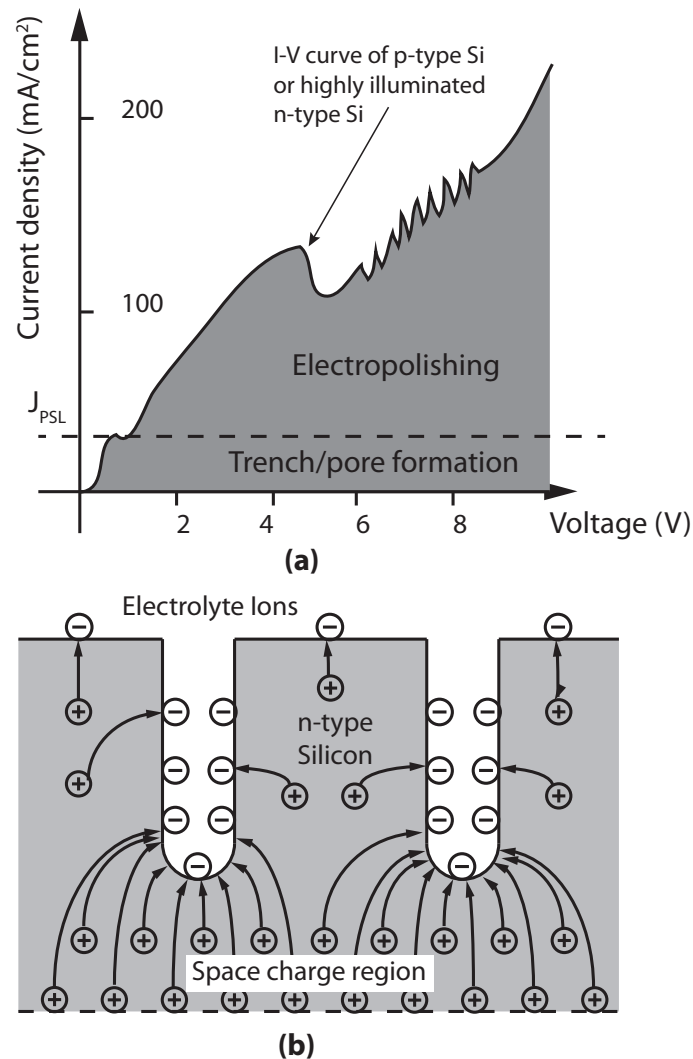 Current density (mA/cm²)
200
100
I-V curve of p-type Si
or highly illuminated
n-type Si
Electropolishing
J_PSL
Trench/pore formation
2 4 6 8 Voltage (V)
(a)
Electrolyte Ions
− − −
+ + +
− − − −
n-type
Silicon
+
− − − −
+ + +
− − − −
− −
+ + + + + + + + +
Space charge region
+ + + + + + + + + +
(b)